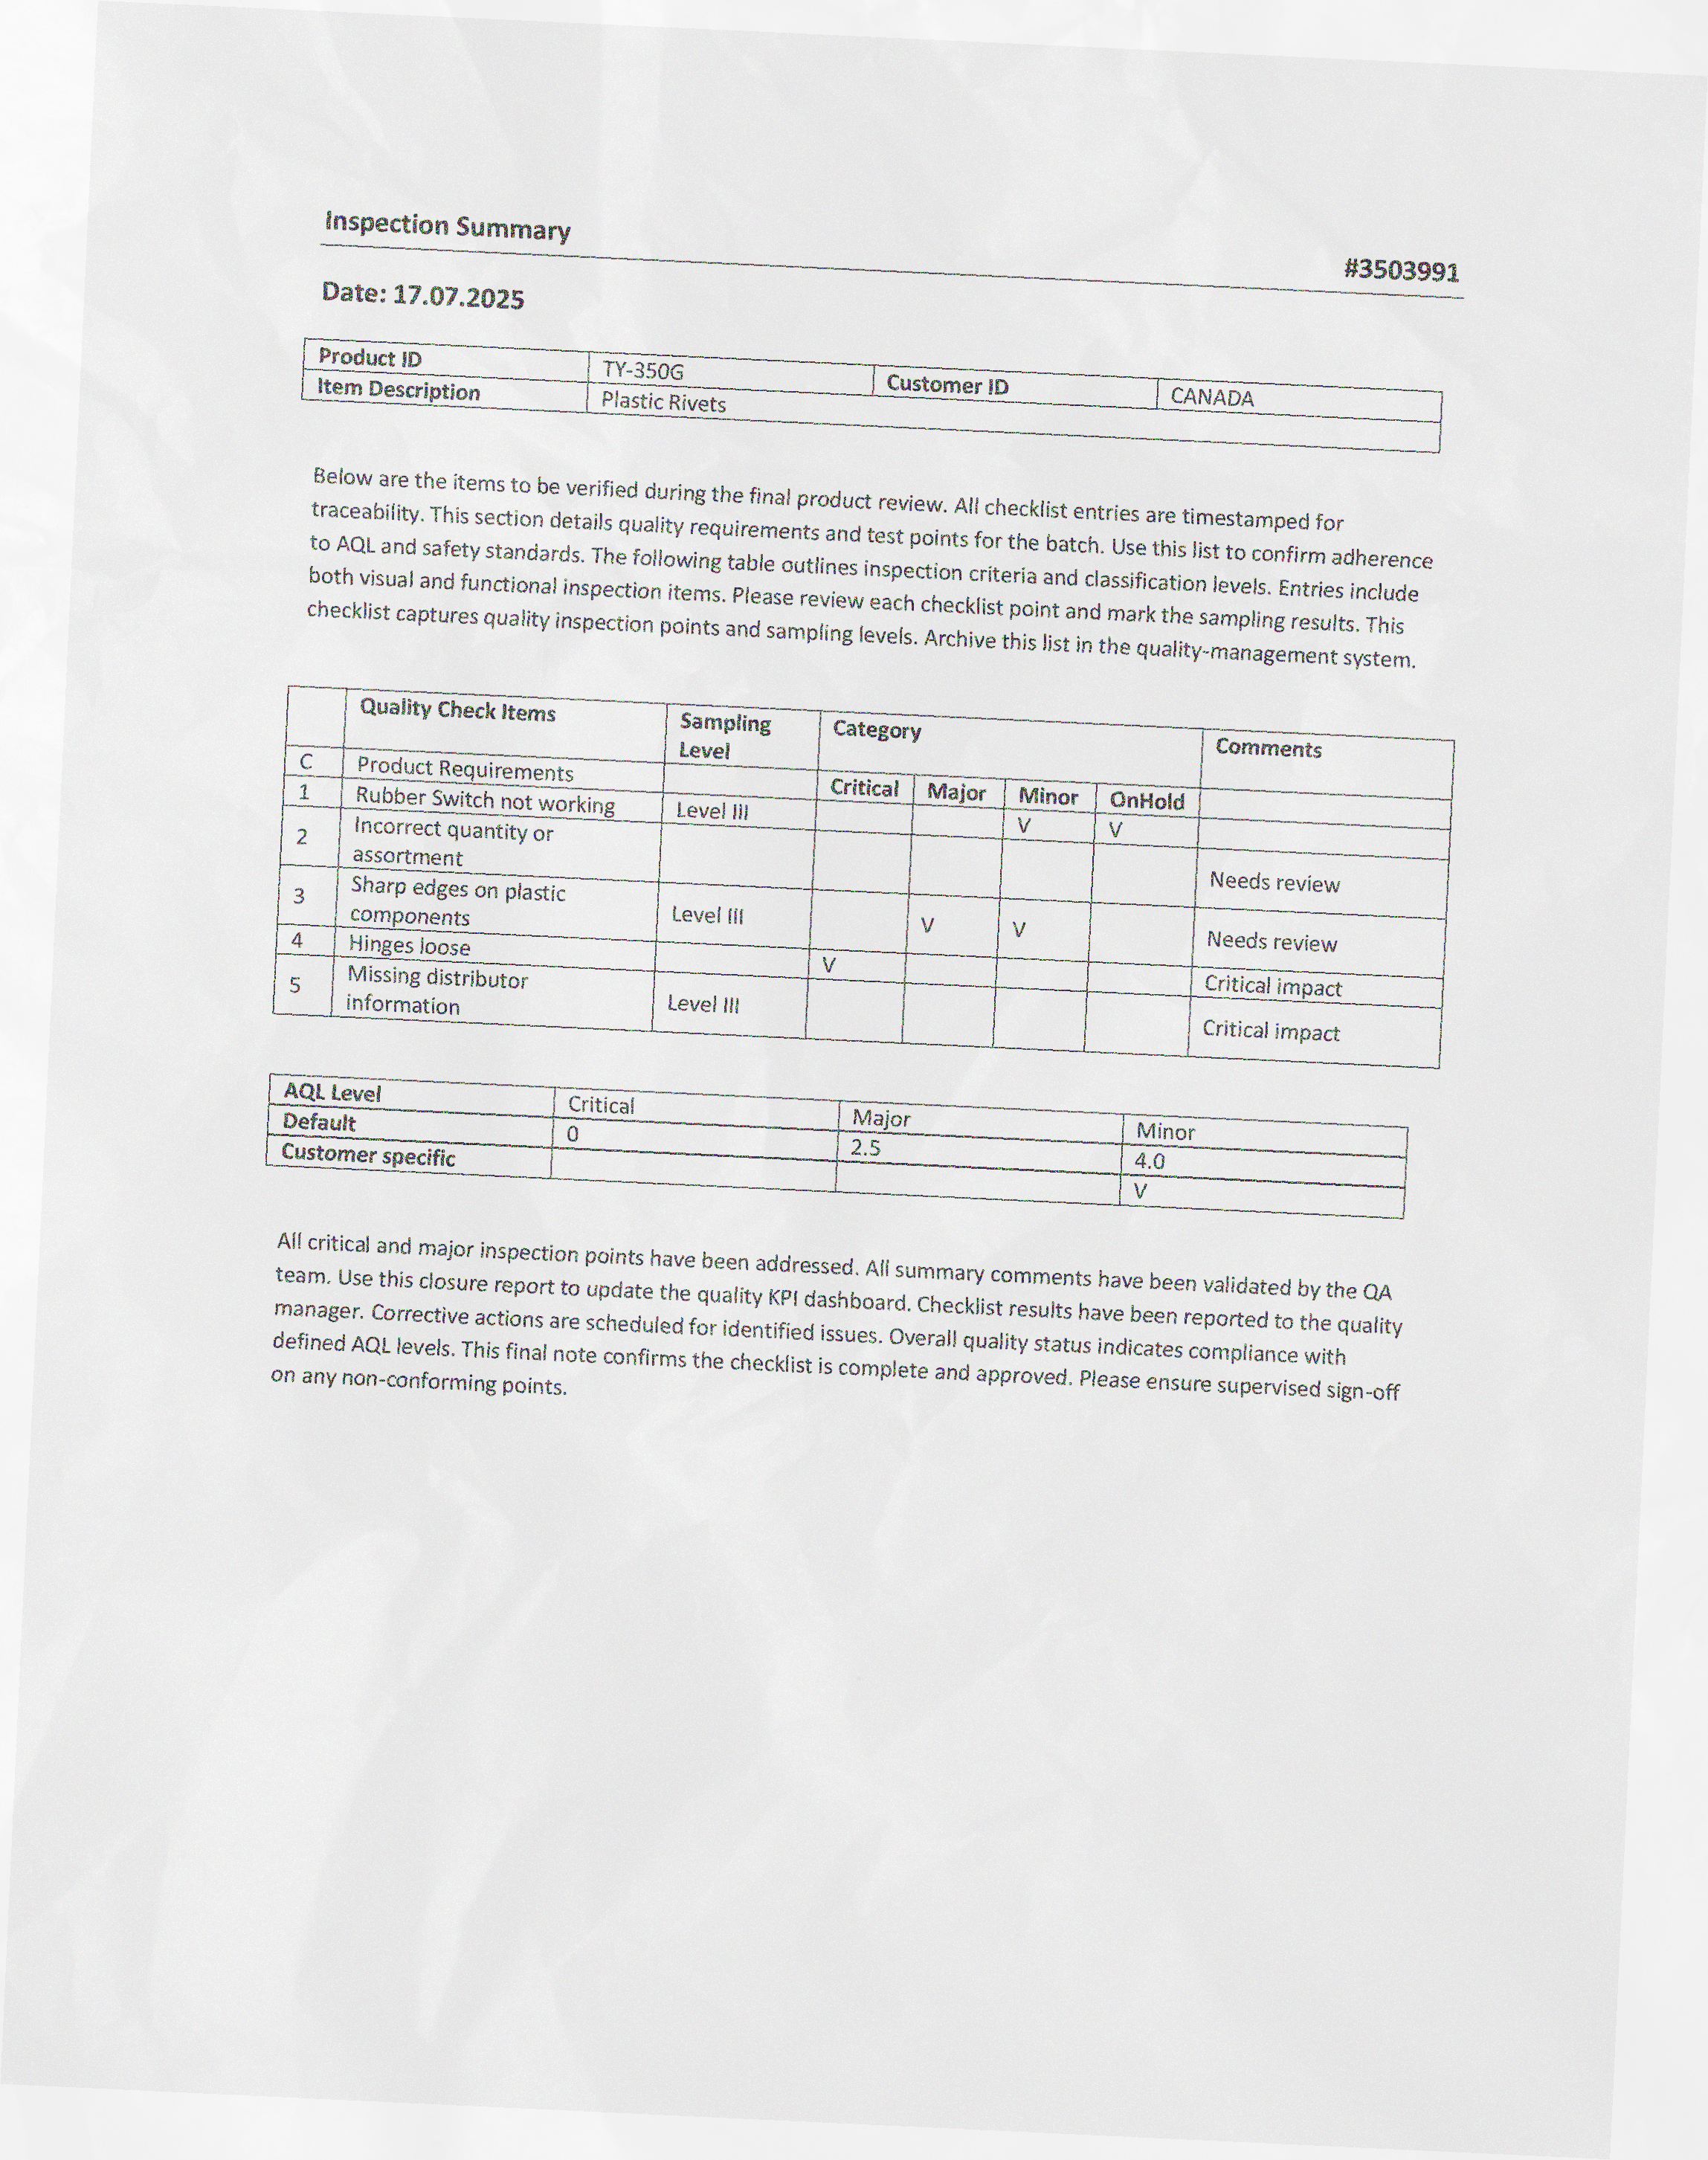 Inspection Summary
#3503991
Date: 17.07.2025
Product ID TY-350G Customer ID CANADA
Item Description Plastic Rivets
Below are the items to be verified during the final product review. All checklist entries are timestamped for
traceability. This section details quality requirements and test points for the batch. Use this list to confirm adherence
to AQL and safety standards. The following table outlines inspection criteria and classification levels. Entries include
both visual and functional inspection items. Please review each checklist point and mark the sampling results. This
checklist captures quality inspection points and sampling levels. Archive this list in the quality-management system.
Quality Check Items Sampling Category Comments
Level
C Product Requirements Critical Major Minor OnHold
1 Rubber Switch not working Level III V V
2 Incorrect quantity or
assortment Needs review
3 Sharp edges on plastic
components Level III V V Needs review
4 Hinges loose V Critical impact
5 Missing distributor
information Level III Critical impact
AQL Level Critical Major Minor
Default 0 2.5 4.0
Customer specific V
All critical and major inspection points have been addressed. All summary comments have been validated by the QA
team. Use this closure report to update the quality KPI dashboard. Checklist results have been reported to the quality
manager. Corrective actions are scheduled for identified issues. Overall quality status indicates compliance with
defined AQL levels. This final note confirms the checklist is complete and approved. Please ensure supervised sign-off
on any non-conforming points.